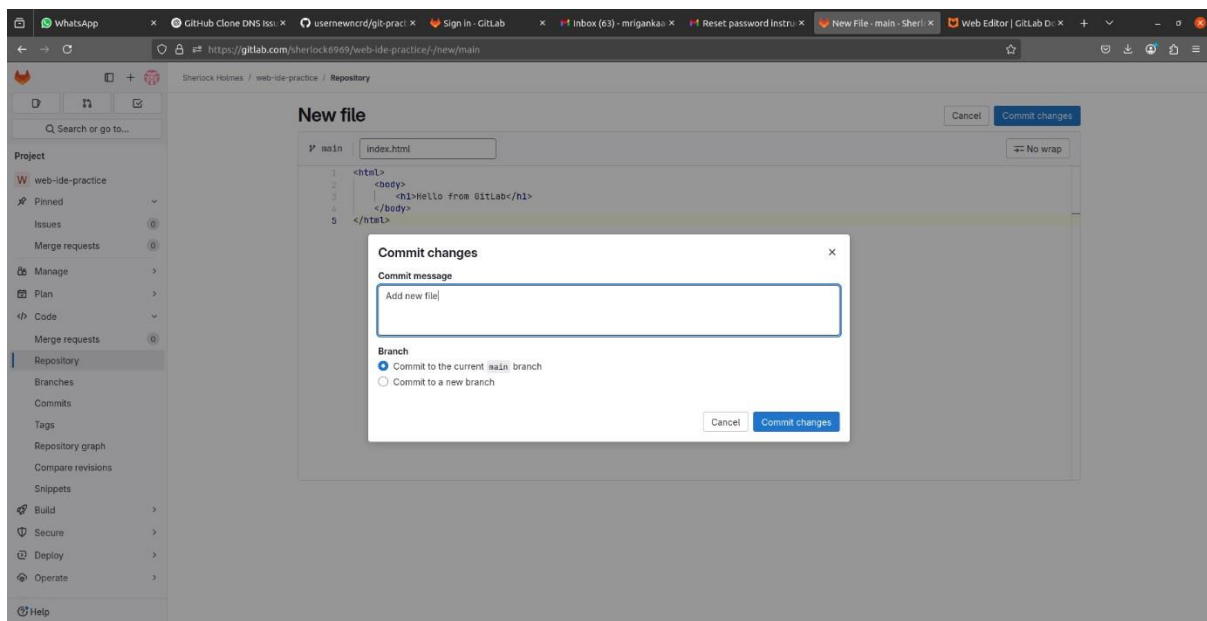 WhatsApp
GitHub Clone DNS Issu
usernewncrd/git-pract
Sign in - GitLab
Inbox (63) - mrigankaa
Reset password instru
New File - main - Sherl
Web Editor | GitLab Do
https://gitlab.com/sherlock6969/web-ide-practice/-/new/main
Sherlock Holmes / web-ide-practice / Repository
Search or go to...
Project
W web-ide-practice
Pinned
Issues 0
Merge requests 0
Manage
Plan
Code
Merge requests 0
Repository
Branches
Commits
Tags
Repository graph
Compare revisions
Snippets
Build
Secure
Deploy
Operate
Help
New file
Cancel Commit changes
main index.html No wrap
1 <html>
2 <body>
3 <h1>Hello from GitLab</h1>
4 </body>
5 </html>
Commit changes
Commit message
Add new file
Branch
Commit to the current main branch
Commit to a new branch
Cancel Commit changes